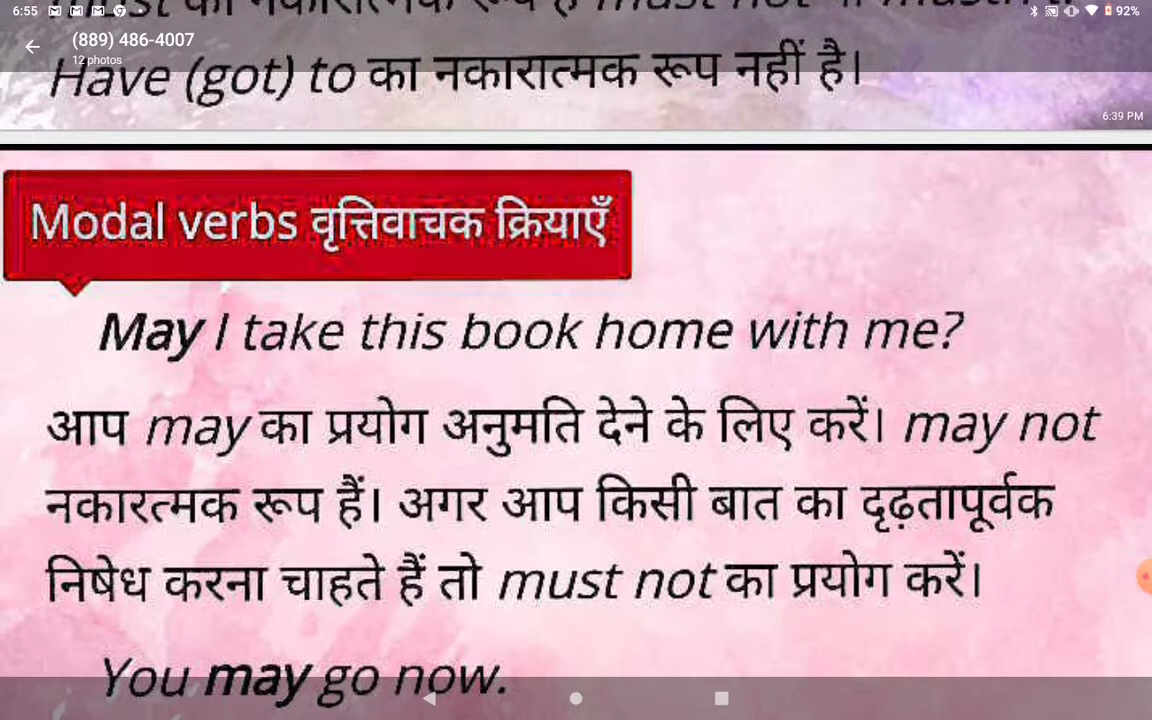 6:55
92%
(889) 486-4007
12 photos
Have (got) to का नकारात्मक रूप नहीं है।
6:39 PM
Modal verbs वृत्तिवाचक क्रियाएँ
May I take this book home with me?
आप may का प्रयोग अनुमति देने के लिए करें। may not
नकारत्मक रूप हैं। अगर आप किसी बात का दृढ़तापूर्वक
निषेध करना चाहते हैं तो must not का प्रयोग करें।
You may go now.